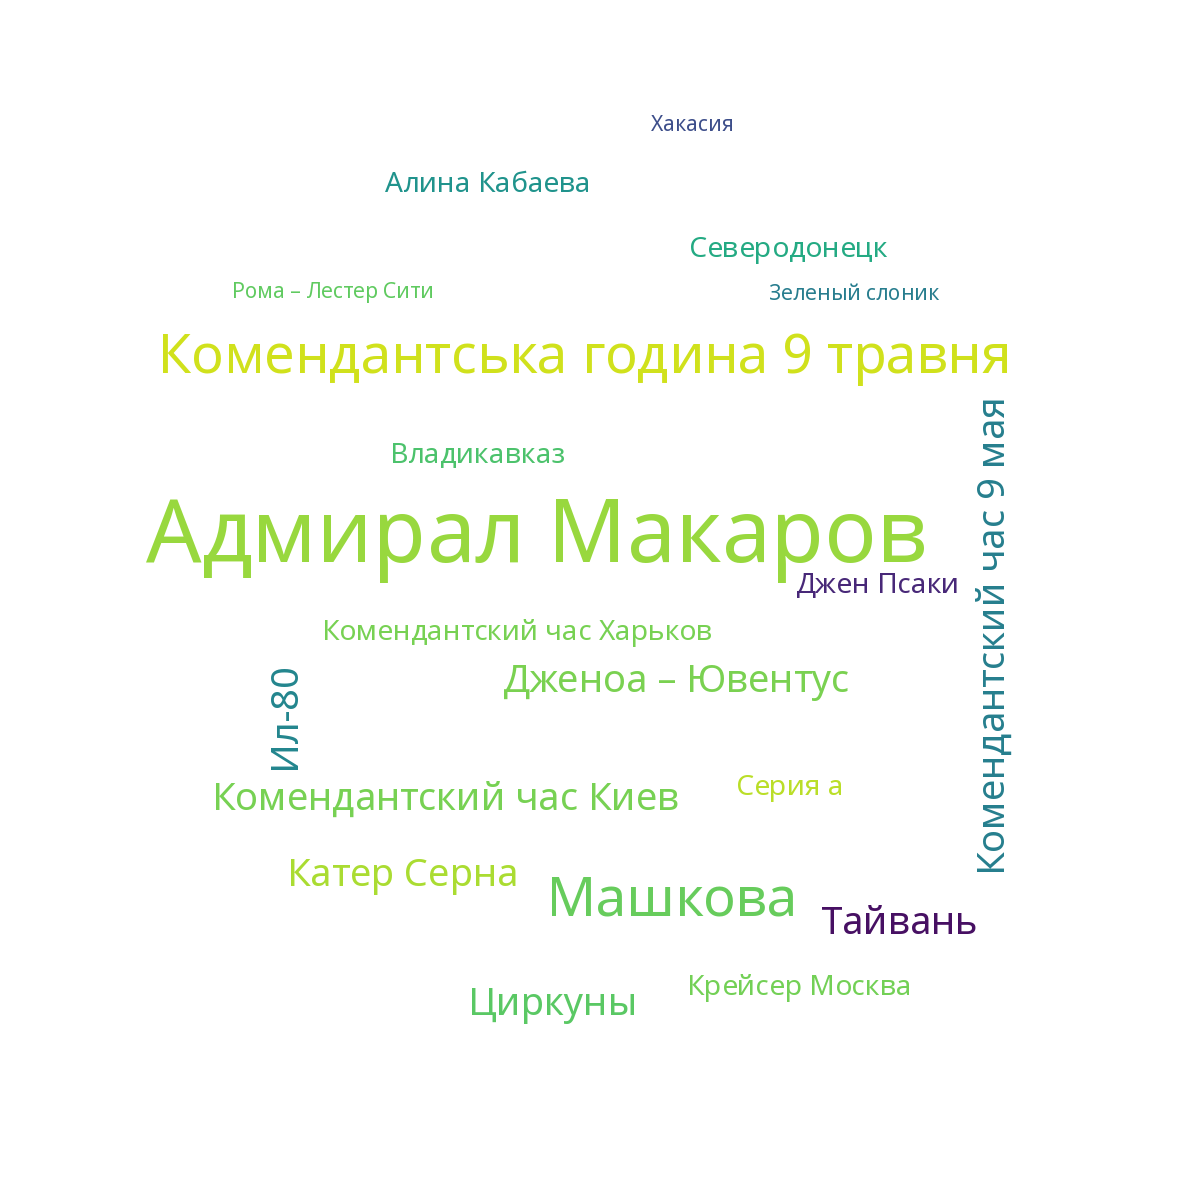 Хакасия
Алина Кабаева
Северодонецк
Рома – Лестер Сити
Зеленый слоник
Комендантська година 9 травня
Комендантский час 9 мая
Владикавказ
Адмирал Макаров
Джен Псаки
Комендантский час Харьков
Дженоа – Ювентус
Ил-80
Комендантский час Киев
Серия а
Катер Серна
Машкова
Тайвань
Крейсер Москва
Циркуны